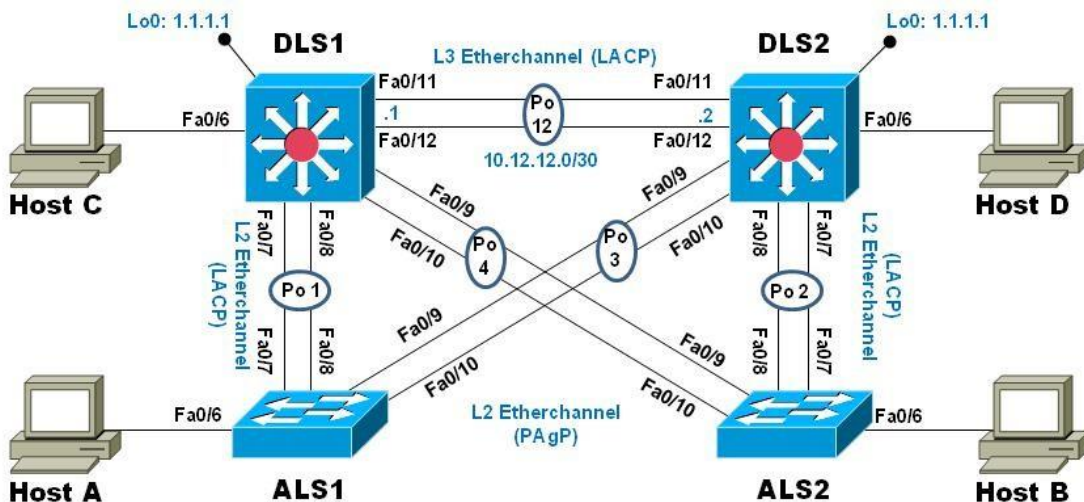 Lo0: 1.1.1.1
Lo0: 1.1.1.1
DLS1
DLS2
L3 Etherchannel (LACP)
Fa0/11
Fa0/11
Po
12
Fa0/6
.1
.2
Fa0/6
Fa0/12
Fa0/12
10.12.12.0/30
Host C
Host D
Fa0/9
Fa0/9
Fa0/10
Fa0/10
Fa0/7
Fa0/8
Fa0/8
Fa0/7
Po
4
Po
3
L2 Etherchannel
(LACP)
L2 Etherchannel
(LACP)
Po 1
Po 2
Fa0/7
Fa0/8
Fa0/8
Fa0/7
Fa0/9
Fa0/9
Fa0/10
Fa0/10
Fa0/6
L2 Etherchannel
(PAgP)
Fa0/6
Host A
ALS1
ALS2
Host B